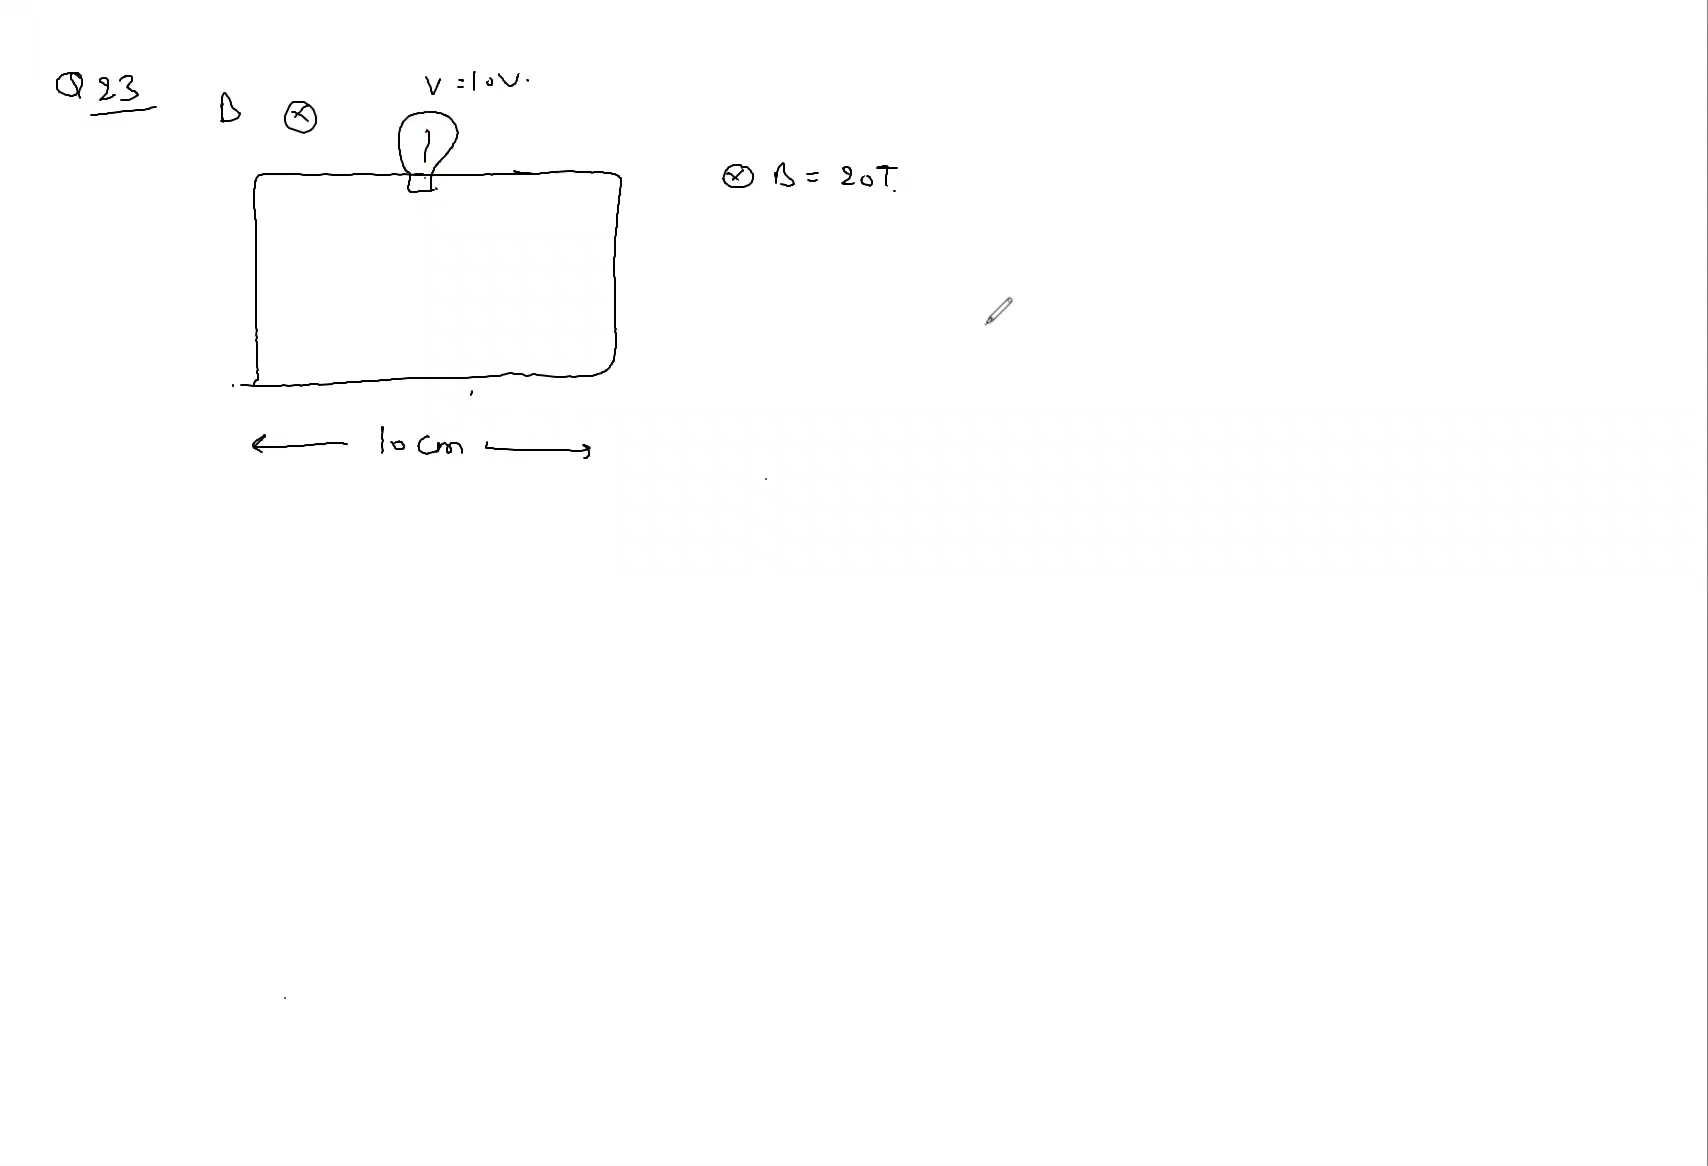 Q 23
B ⊗
V = 10V.
⊗ B = 20T.
10 cm